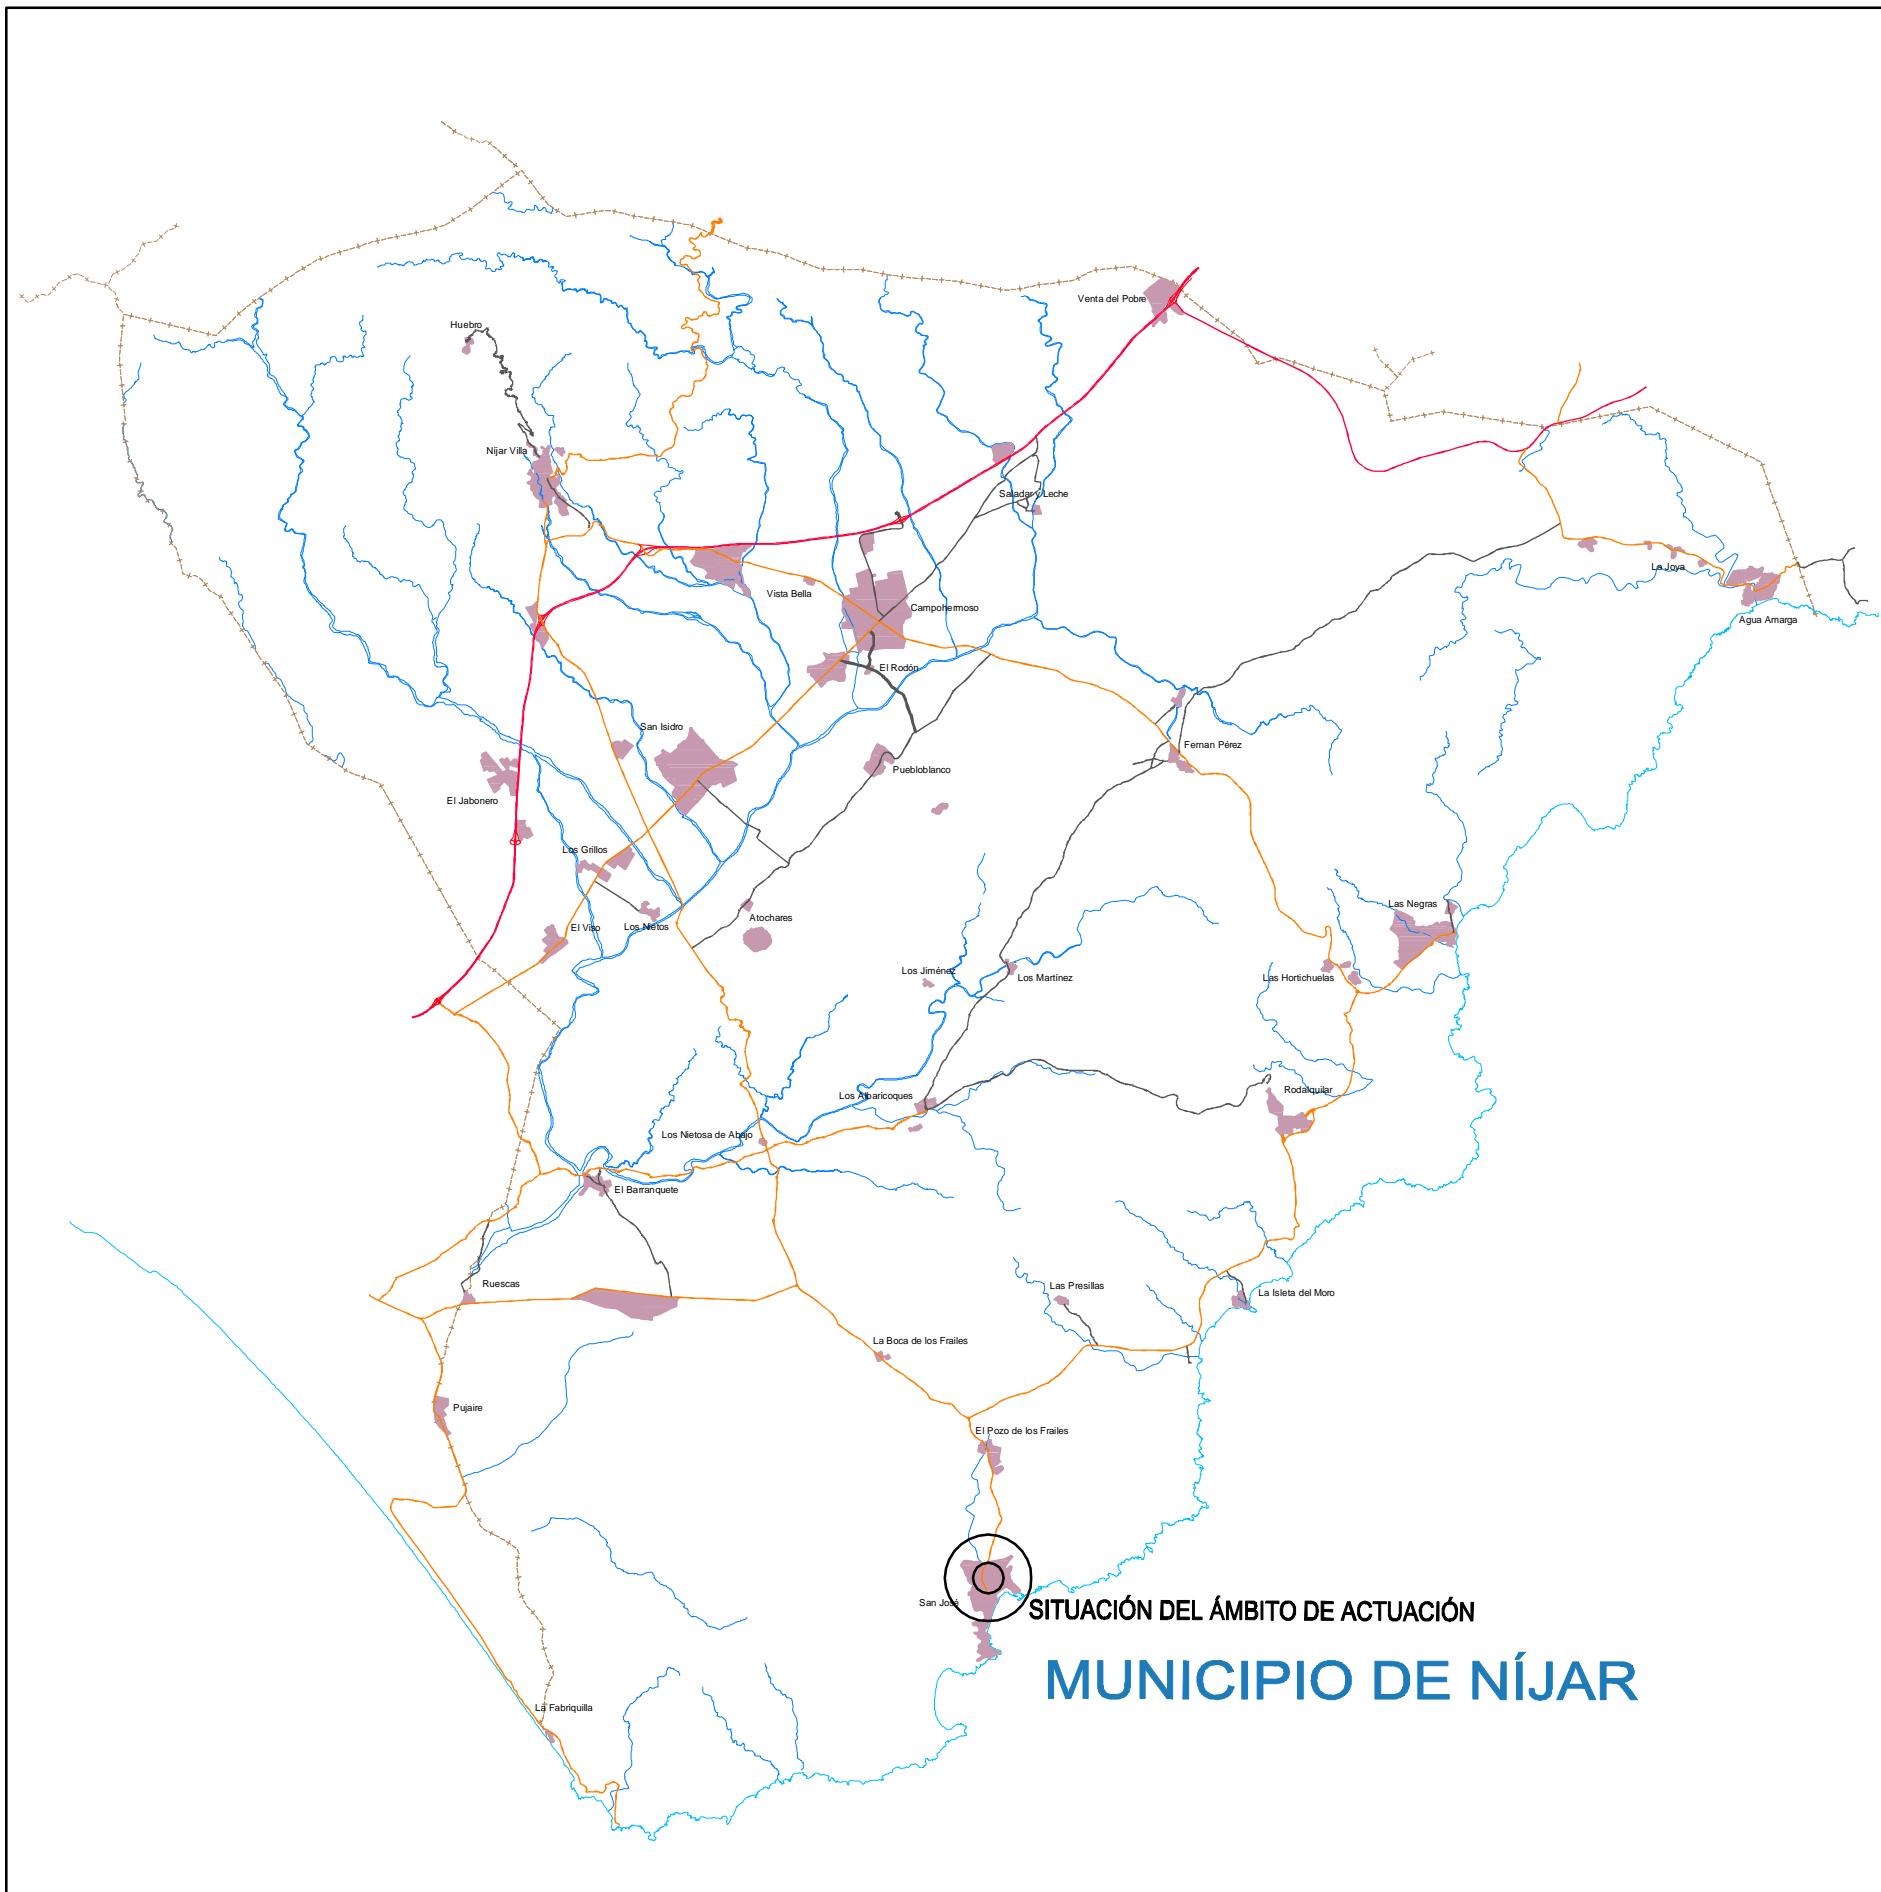 Venta del Pobre
Huebro
Níjar Villa
Saladar y Leche
La Joya
Vista Bella
Campohermoso
Agua Amarga
El Rodón
San Isidro
Fernan Pérez
Puebloblanco
El Jabonero
Los Grillos
Las Negras
Atochares
El Viso
Los Nietos
Los Jiménez
Los Martínez
Las Hortichuelas
Rodalquilar
Los Albaricoques
Los Nietosa de Abajo
El Barranquete
Ruescas
Las Presillas
La Isleta del Moro
La Boca de los Frailes
Pujaire
El Pozo de los Frailes
San José
SITUACIÓN DEL ÁMBITO DE ACTUACIÓN
MUNICIPIO DE NÍJAR
La Fabriquilla